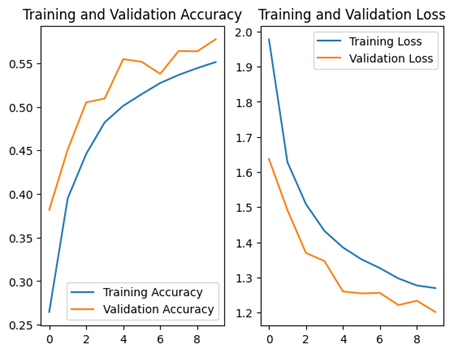 Training and Validation Accuracy
0.55
0.50
0.45
0.40
0.35
0.30
0.25
Training Accuracy
Validation Accuracy
0 2 4 6 8
Training and Validation Loss
2.0
1.9
1.8
1.7
1.6
1.5
1.4
1.3
1.2
Training Loss
Validation Loss
0 2 4 6 8